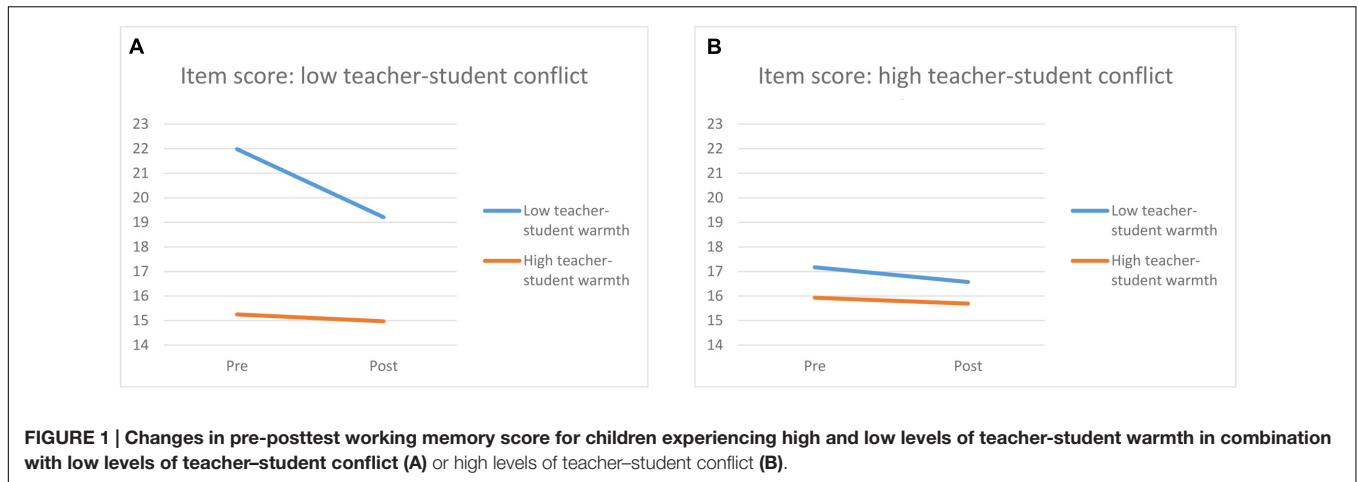 A
Item score: low teacher-student conflict
23
22
21
20
19
18
17
16
15
14
Pre
Post
Low teacher-
student warmth
High teacher-
student warmth
B
Item score: high teacher-student conflict
23
22
21
20
19
18
17
16
15
14
Pre
Post
Low teacher-
student warmth
High teacher-
student warmth
FIGURE 1 | Changes in pre-posttest working memory score for children experiencing high and low levels of teacher-student warmth in combination
with low levels of teacher–student conflict (A) or high levels of teacher–student conflict (B).